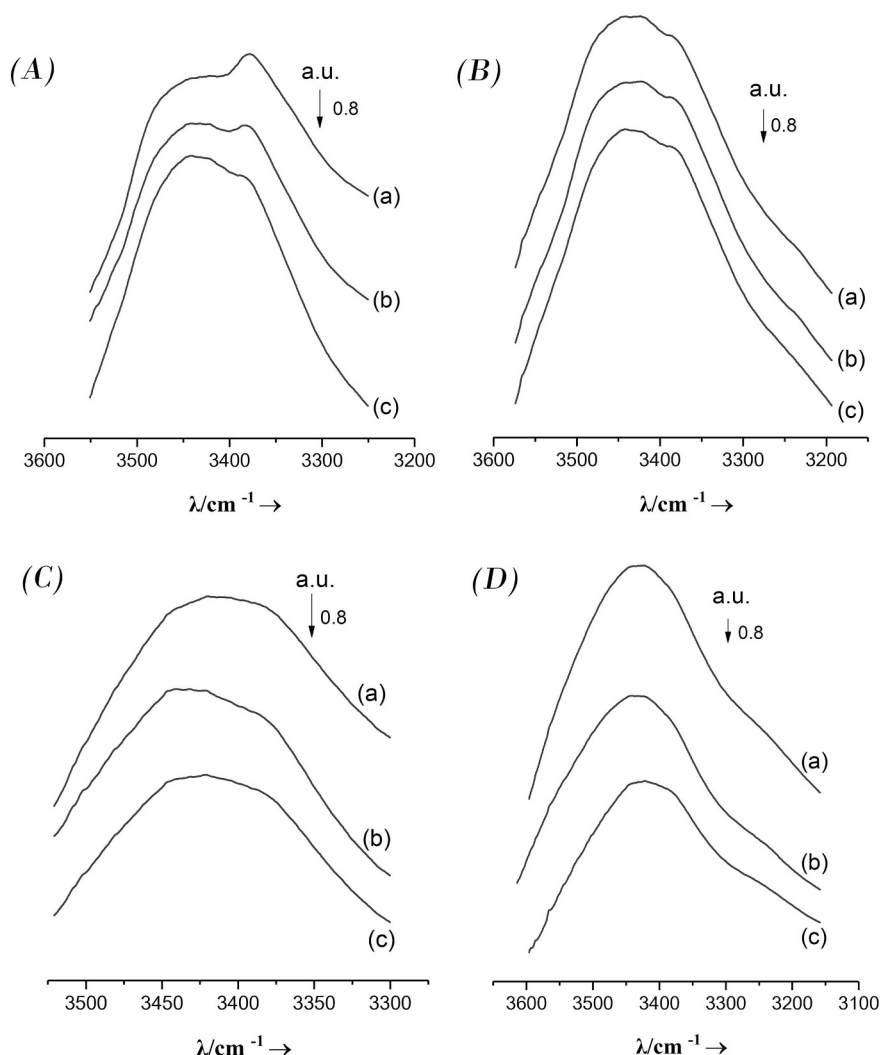 (A)
a.u.
0.8
(a)
(b)
(c)
3600 3500 3400 3300 3200
λ/cm -1 →
(B)
a.u.
0.8
(a)
(b)
(c)
3600 3500 3400 3300 3200
λ/cm -1 →
(C)
a.u.
0.8
(a)
(b)
(c)
3500 3450 3400 3350 3300
λ/cm -1 →
(D)
a.u.
0.8
(a)
(b)
(c)
3600 3500 3400 3300 3200 3100
λ/cm -1 →